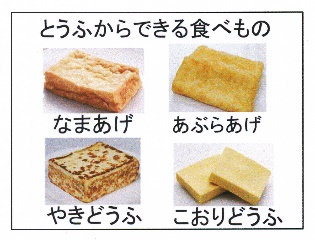 とうふからできる食べもの
なまあげ
あぶらあげ
やきどうふ
こおりどうふ